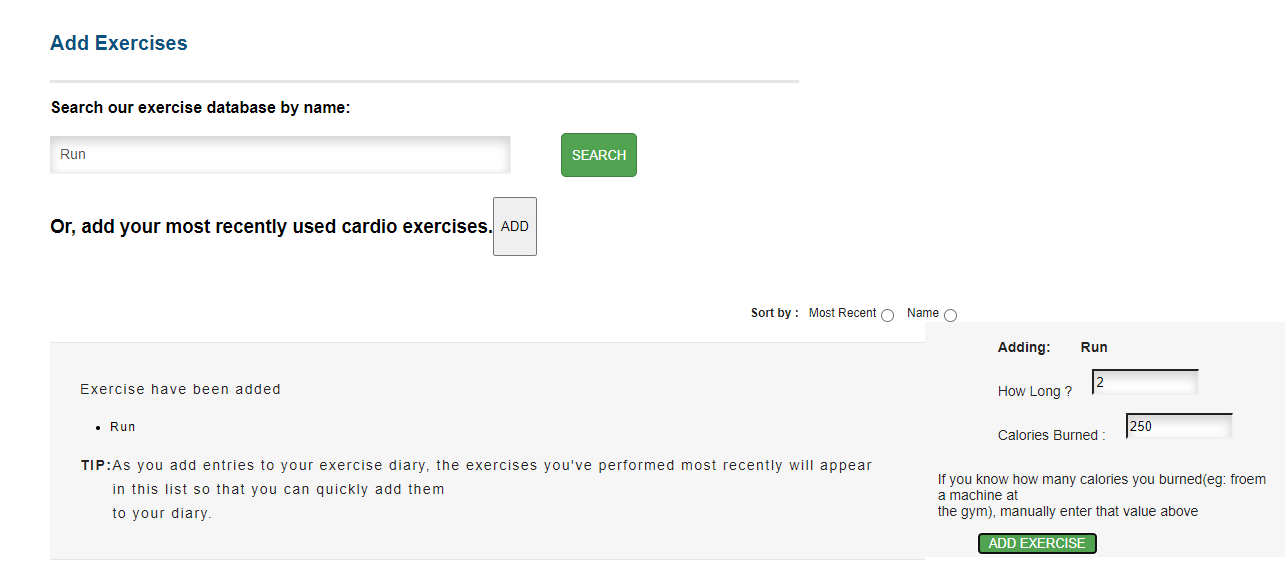 Add Exercises
Search our exercise database by name:
Run
SEARCH
Or, add your most recently used cardio exercises.
ADD
Sort by : Most Recent Name
Exercise have been added
Run
TIP:As you add entries to your exercise diary, the exercises you've performed most recently will appear
in this list so that you can quickly add them
to your diary.
Adding: Run
How Long ? 2
Calories Burned : 250
If you know how many calories you burned(eg: froem
a machine at
the gym), manually enter that value above
ADD EXERCISE